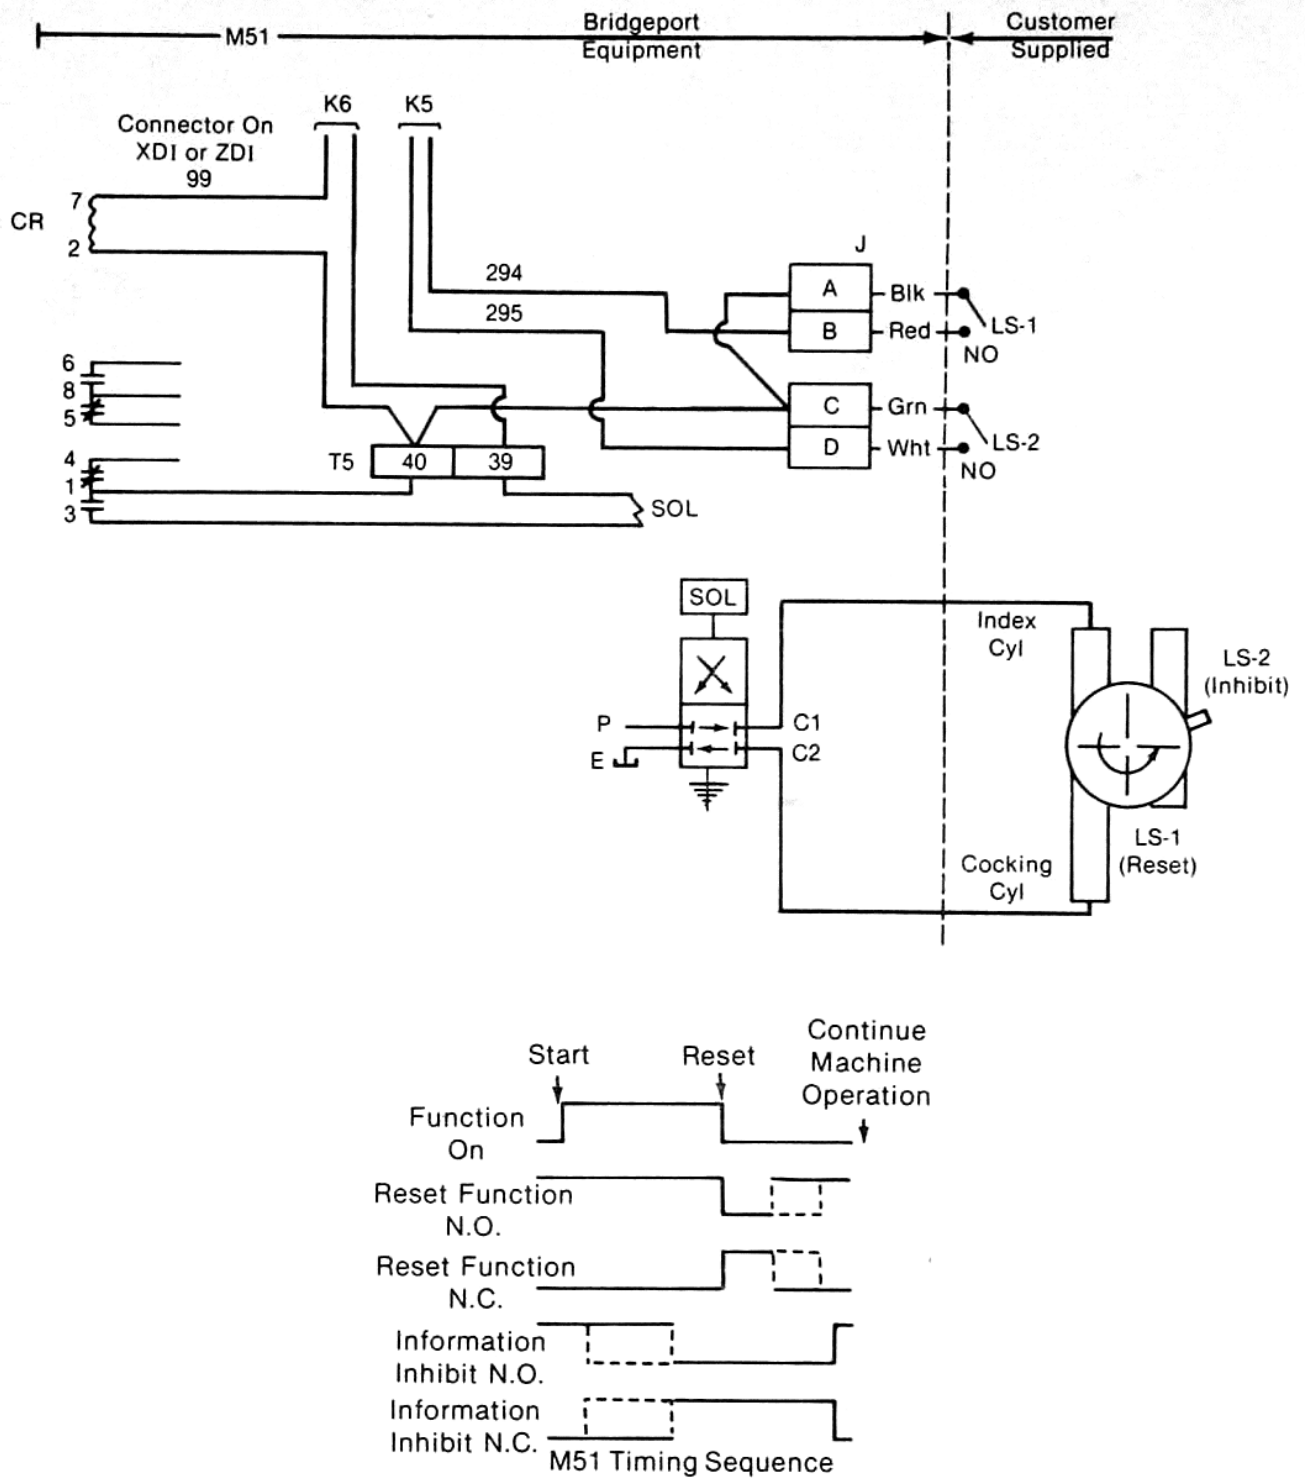 M51
Bridgeport
Equipment
Customer
Supplied
K6
K5
Connector On
XDI or ZDI
99
7
CR
2
J
294
A
Blk
295
B
Red
LS-1
NO
6
8
5
C
Grn
D
Wht
LS-2
NO
4
1
3
T5
40
39
SOL
SOL
Index
Cyl
LS-2
(Inhibit)
P
C1
E
C2
LS-1
(Reset)
Cocking
Cyl
Start
Reset
Continue
Machine
Operation
Function
On
Reset Function
N.O.
Reset Function
N.C.
Information
Inhibit N.O.
Information
Inhibit N.C.
M51 Timing Sequence